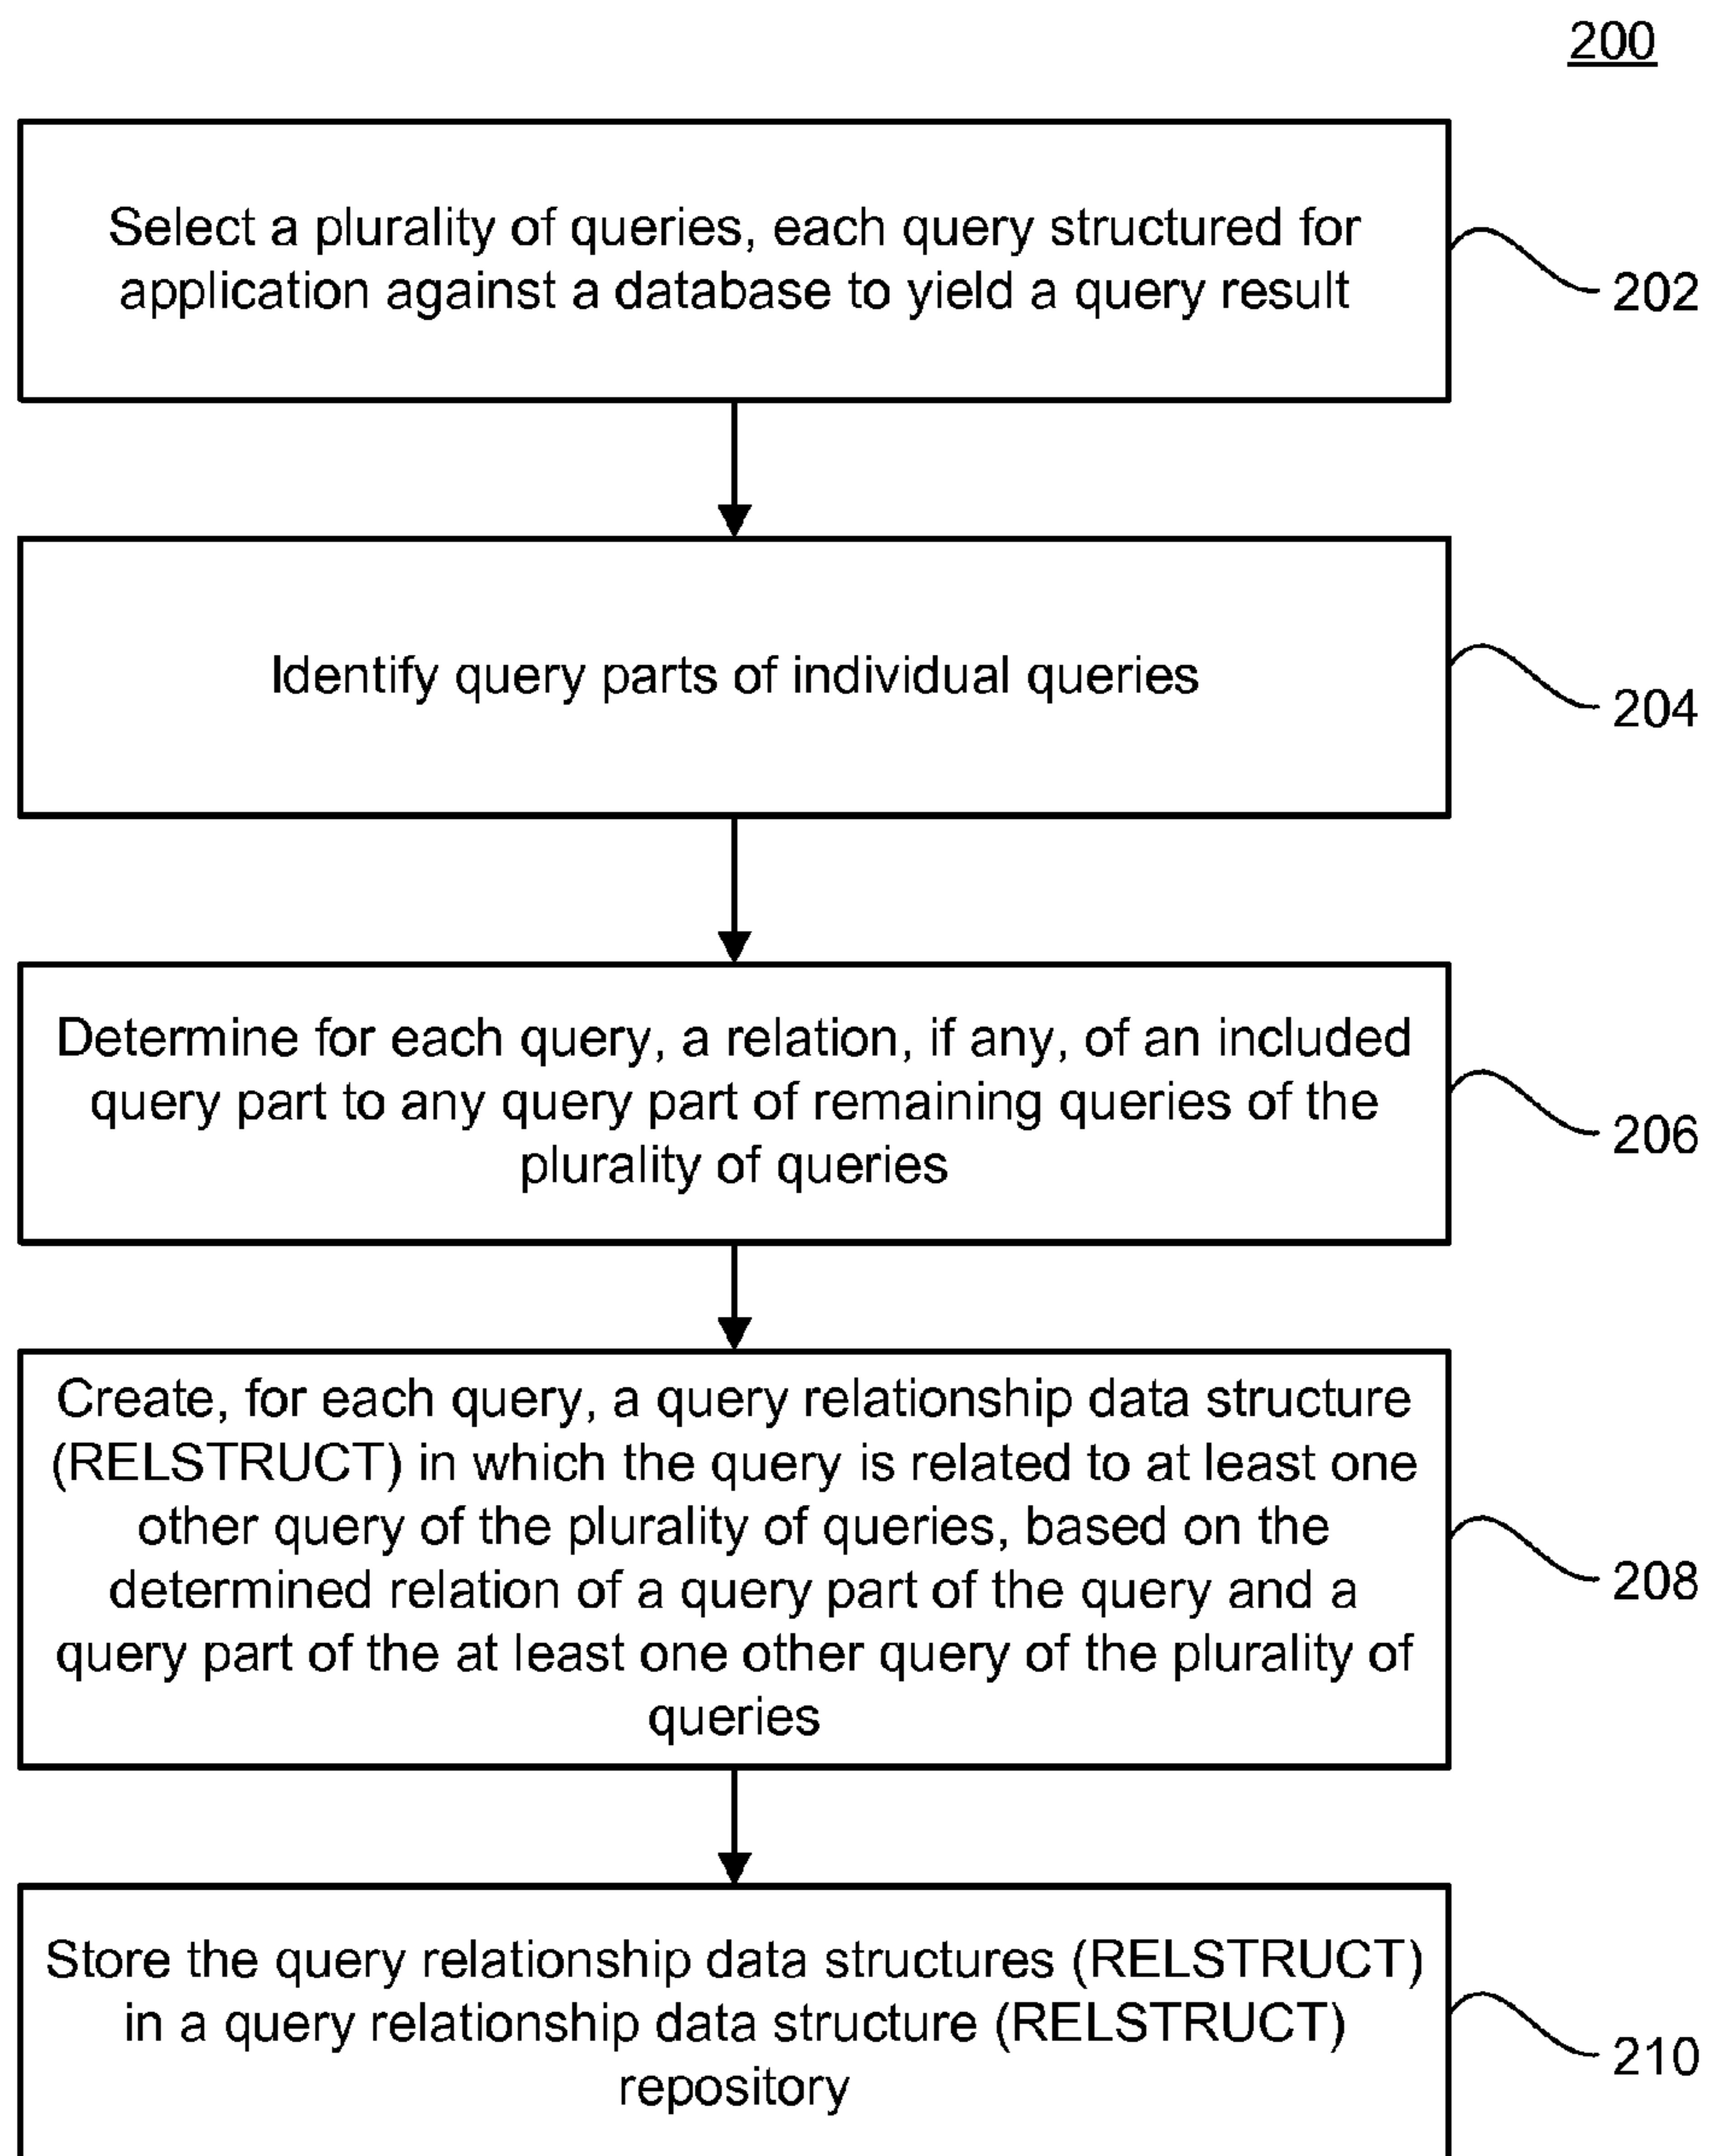 200
Select a plurality of queries, each query structured for
application against a database to yield a query result
202
Identify query parts of individual queries
204
Determine for each query, a relation, if any, of an included
query part to any query part of remaining queries of the
plurality of queries
206
Create, for each query, a query relationship data structure
(RELSTRUCT) in which the query is related to at least one
other query of the plurality of queries, based on the
determined relation of a query part of the query and a
query part of the at least one other query of the plurality of
queries
208
Store the query relationship data structures (RELSTRUCT)
in a query relationship data structure (RELSTRUCT)
repository
210